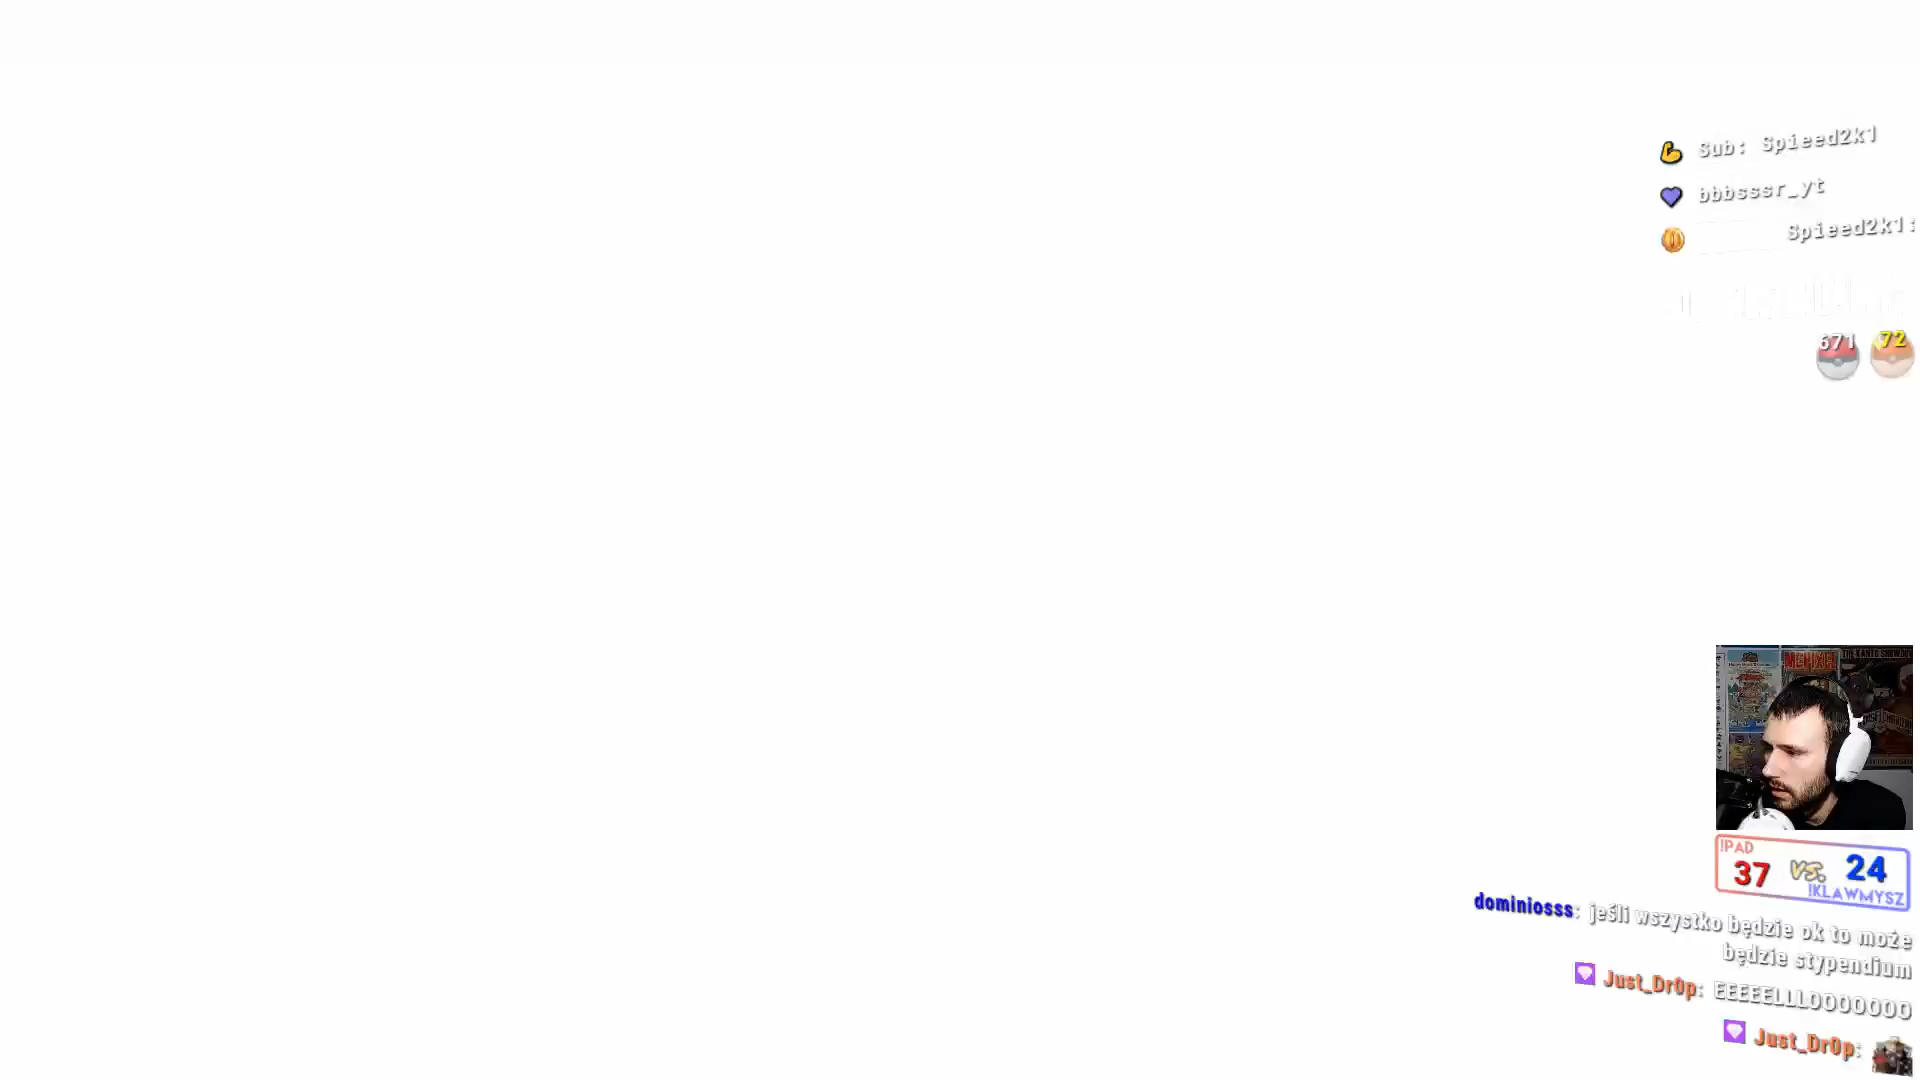 Sub: Spieed2k1
bbbsssr_yt
Spieed2k1:
671 72
MCPIXEL
!PAD
37 VS. 24
!KLAWMYSZ
dominiosss: jeśli wszystko będzie ok to może
będzie stypendium
Just_Dr0p: EEEEELLLOOOOOOO
Just_Dr0p: